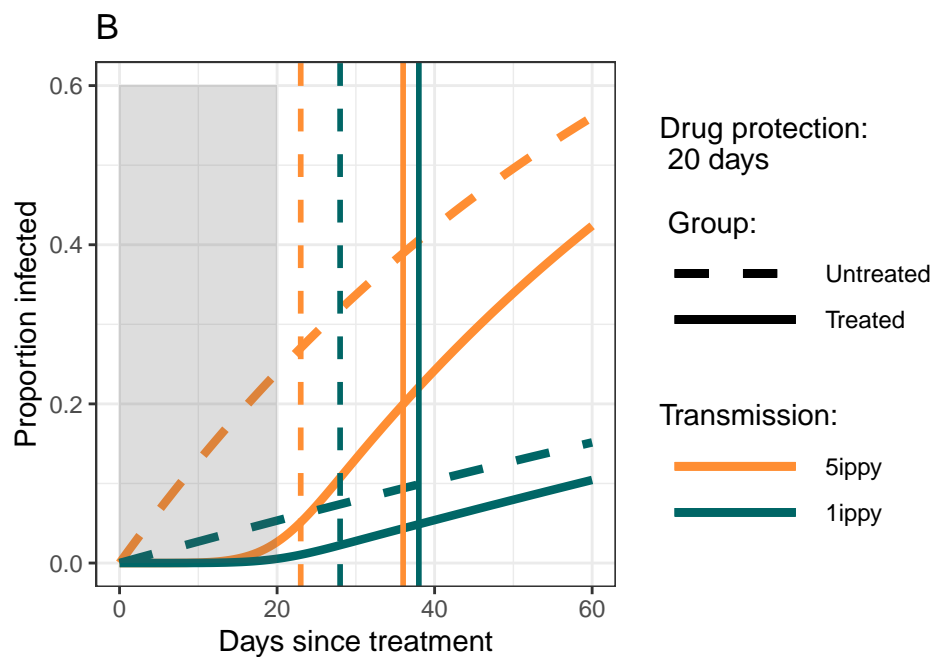 B
Proportion infected
0.6
0.4
0.2
0.0
0
20
40
60
Days since treatment
Drug protection:
20 days
Group:
Untreated
Treated
Transmission:
5ippy
1ippy